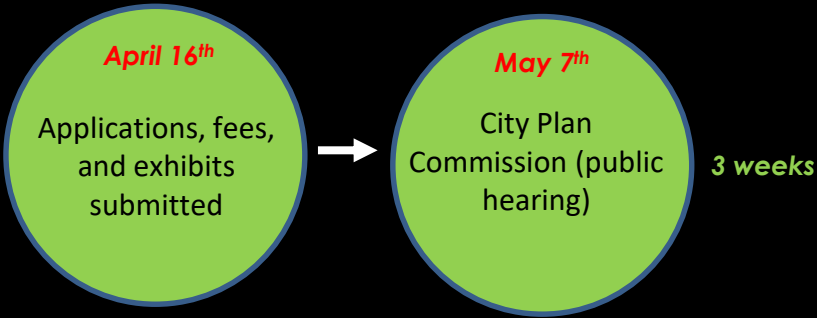 April 16th
Applications, fees,
and exhibits
submitted
May 7th
City Plan
Commission (public
hearing)
3 weeks